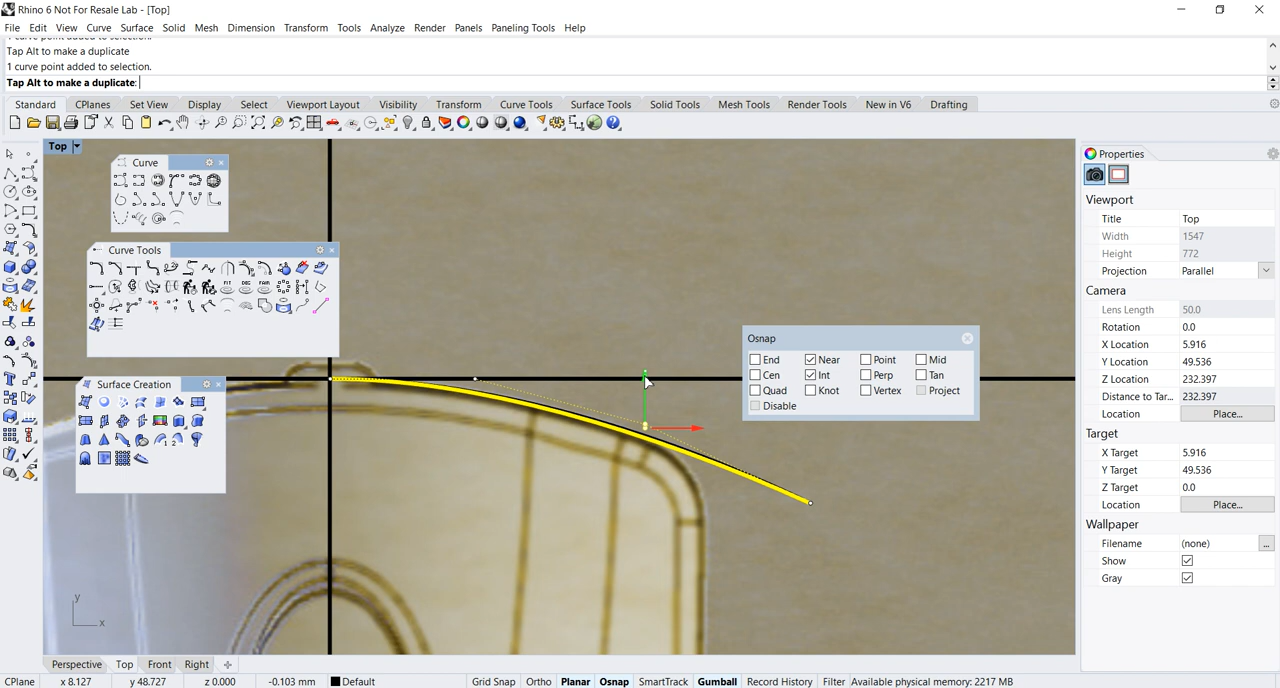 Rhino 6 Not For Resale Lab - [Top]
File Edit View Curve Surface Solid Mesh Dimension Transform Tools Analyze Render Panels Paneling Tools Help
Tap Alt to make a duplicate
1 curve point added to selection.
Tap Alt to make a duplicate:
Standard CPlanes Set View Display Select Viewport Layout Visibility Transform Curve Tools Surface Tools Solid Tools Mesh Tools Render Tools New in V6 Drafting
Top
Curve
Curve Tools
FIT DEG FAIR
Surface Creation
1 2
Osnap
End Near Point Mid
Cen Int Perp Tan
Quad Knot Vertex Project
Disable
y
x
Properties
Viewport
Title Top
Width 1547
Height 772
Projection Parallel
Camera
Lens Length 50.0
Rotation 0.0
X Location 5.916
Y Location 49.536
Z Location 232.397
Distance to Tar... 232.397
Location Place...
Target
X Target 5.916
Y Target 49.536
Z Target 0.0
Location Place...
Wallpaper
Filename (none) ...
Show
Gray
Perspective Top Front Right
CPlane x 8.127 y 48.727 z 0.000 -0.103 mm Default Grid Snap Ortho Planar Osnap SmartTrack Gumball Record History Filter Available physical memory: 2217 MB